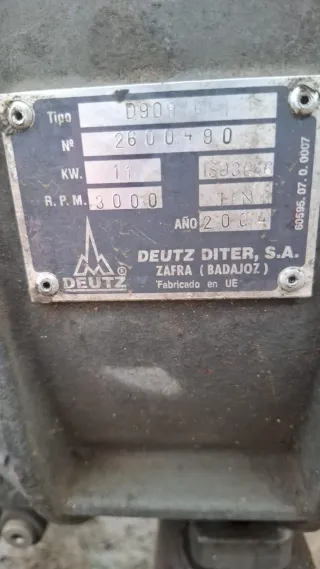 Tipo
Nº 2600490
KW. 11
R.P.M. 3000
AÑO 2004
DEUTZ DITER, S.A.
ZAFRA (BADAJOZ)
DEUTZ ®
Fabricado en UE
60595.07.0.0007